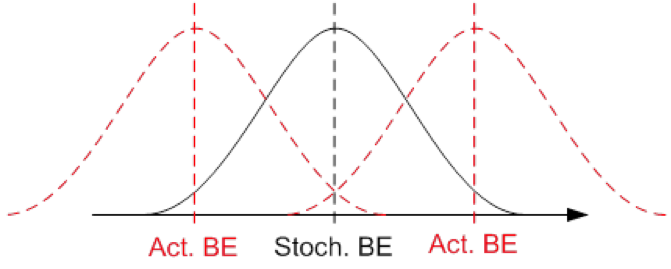 Act. BE Stoch. BE Act. BE